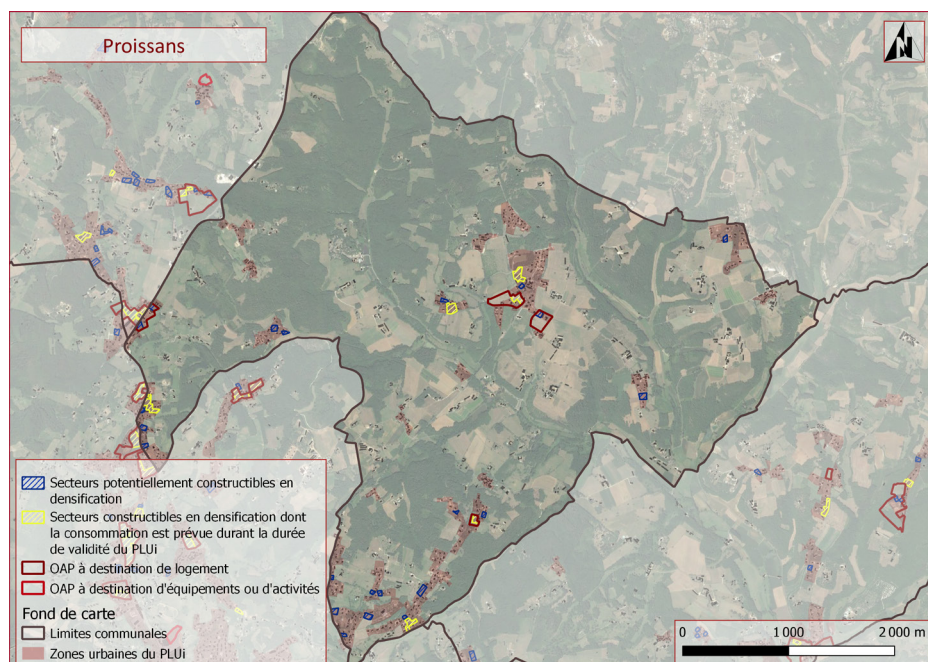 Proissans
N
Secteurs potentiellement constructibles en
densification
Secteurs constructibles en densification dont
la consommation est prévue durant la durée
de validité du PLUi
OAP à destination de logement
OAP à destination d'équipements ou d'activités
Fond de carte
Limites communales
Zones urbaines du PLUi
0 1 000 2 000 m